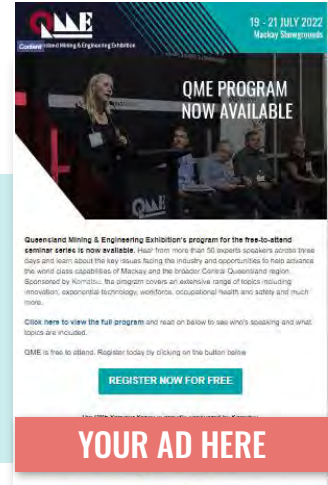 QME
Content
Queensland Mining & Engineering Exhibition
19 - 21 JULY 2022
Mackay Showgrounds
QME PROGRAM
NOW AVAILABLE
QME
Queensland Mining & Engineering Exhibition's program for the free-to-attend
seminar series is now available. Hear from more than 50 experts speakers across three
days and learn about the key issues facing the industry and opportunities to help advance
the world class capabilities of Mackay and the broader Central Queensland region.
Sponsored by Komatsu, the program covers an extensive range of topics including
innovation, exponential technology, workforce, occupational health and safety and much
more.
Click here to view the full program and read on below to see who's speaking and what
topics are included.
QME is free to attend. Register today by clicking on the button below
REGISTER NOW FOR FREE
YOUR AD HERE